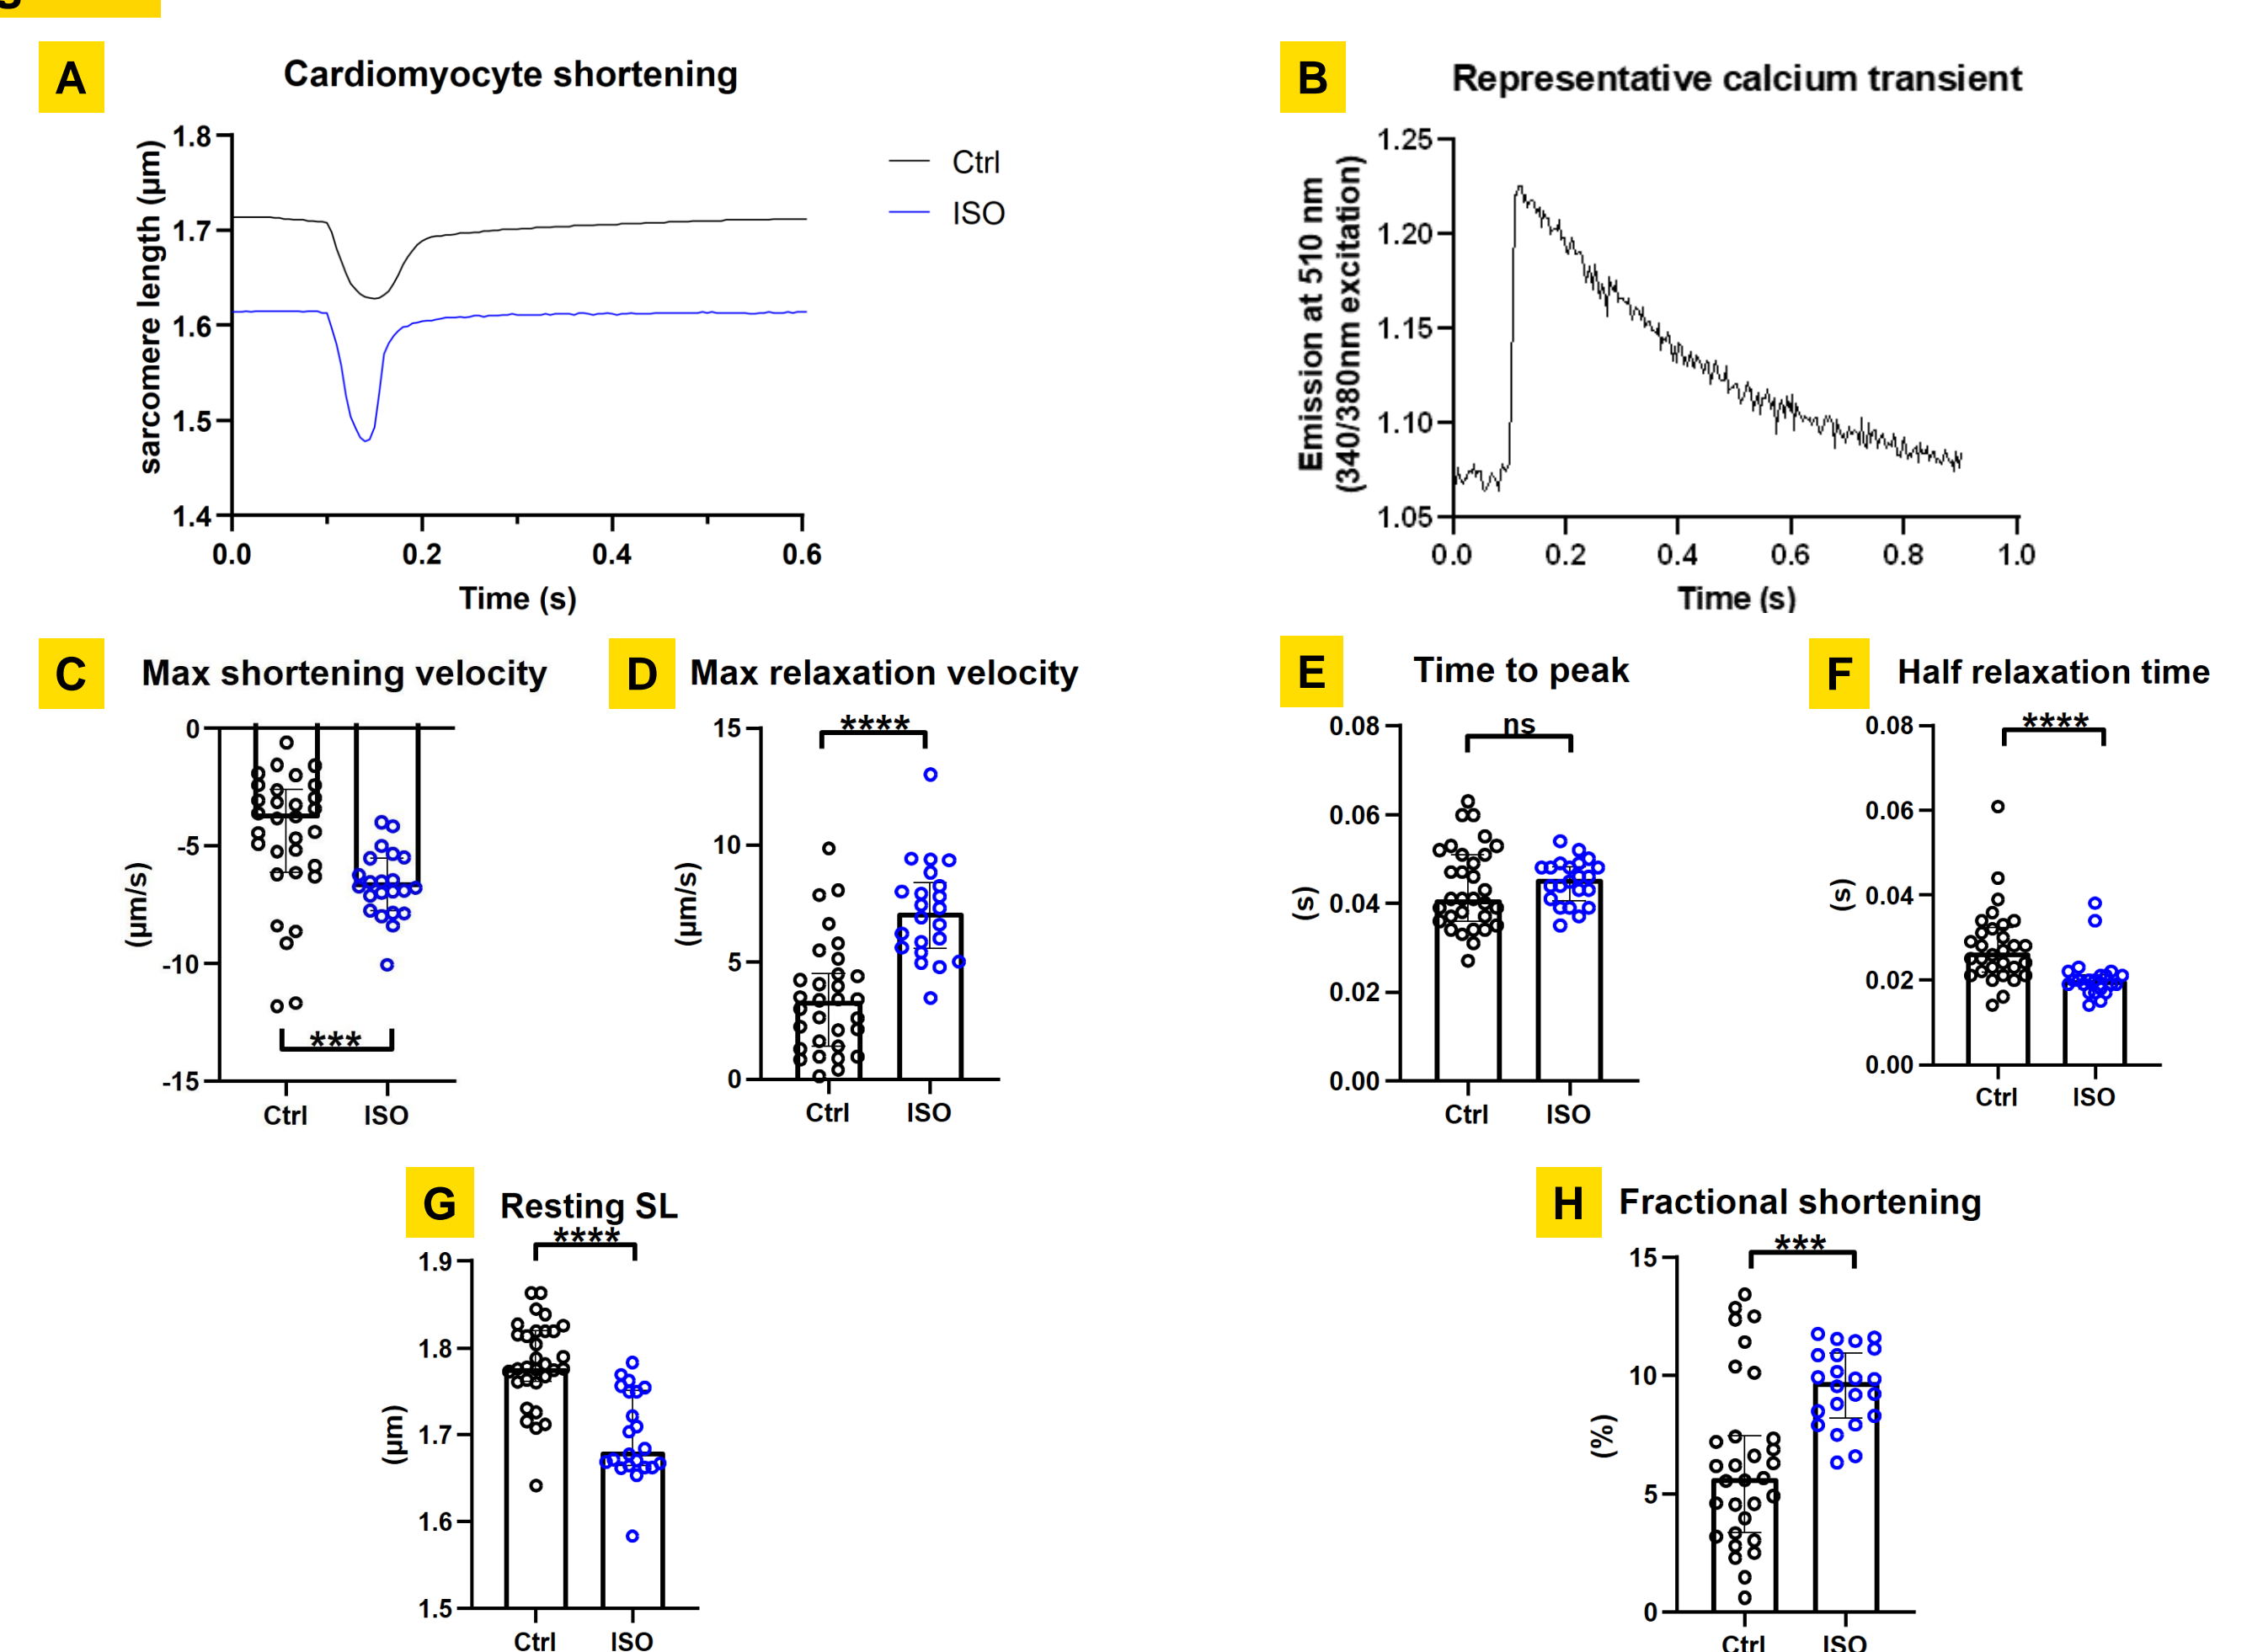 A
Cardiomyocyte shortening
sarcomere length (µm)
1.8
1.7
1.6
1.5
1.4
0.0
0.2
0.4
0.6
Time (s)
Ctrl
ISO
B
Representative calcium transient
Emission at 510 nm
(340/380nm excitation)
1.25
1.20
1.15
1.10
1.05
0.0
0.2
0.4
0.6
0.8
1.0
Time (s)
C
Max shortening velocity
(µm/s)
0
-5
-10
-15
***
Ctrl
ISO
D
Max relaxation velocity
(µm/s)
15
10
5
0
****
Ctrl
ISO
E
Time to peak
(s)
0.08
0.06
0.04
0.02
0.00
ns
Ctrl
ISO
F
Half relaxation time
(s)
0.08
0.06
0.04
0.02
0.00
****
Ctrl
ISO
G
Resting SL
(µm)
1.9
1.8
1.7
1.6
1.5
****
Ctrl
ISO
H
Fractional shortening
(%)
15
10
5
0
***
Ctrl
ISO